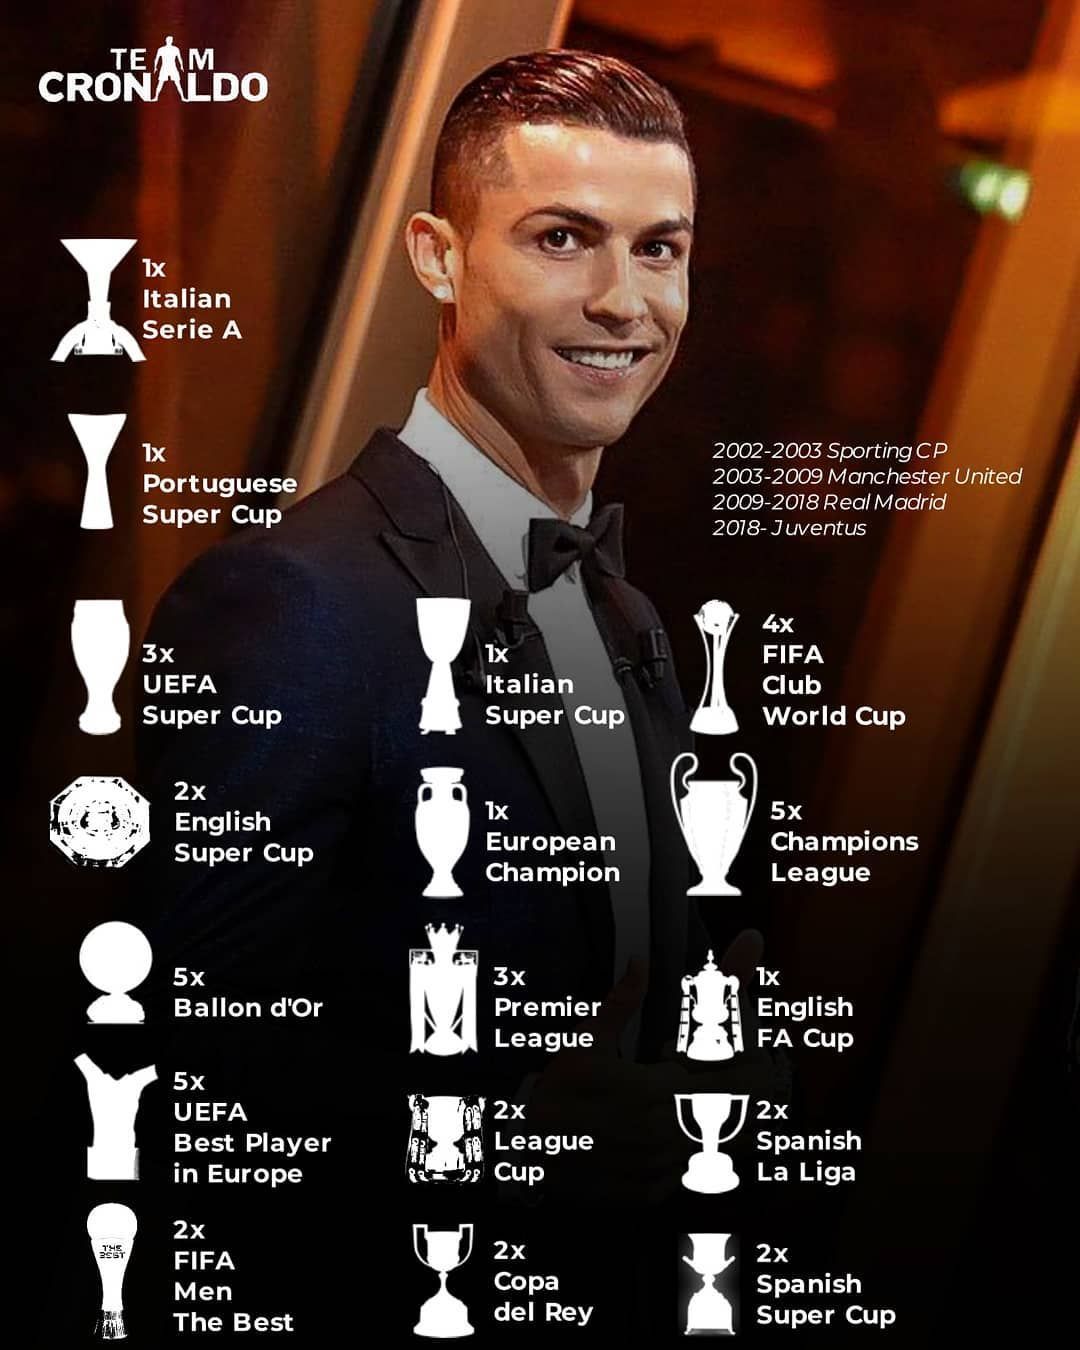 TEAM
CRONALDO
1x
Italian
Serie A
1x
Portuguese
Super Cup
2002-2003 Sporting CP
2003-2009 Manchester United
2009-2018 Real Madrid
2018- Juventus
3x
UEFA
Super Cup
1x
Italian
Super Cup
4x
FIFA
Club
World Cup
2x
English
Super Cup
1x
European
Champion
5x
Champions
League
5x
Ballon d'Or
3x
Premier
League
1x
English
FA Cup
5x
UEFA
Best Player
in Europe
2x
League
Cup
2x
Spanish
La Liga
THE
BEST
2x
FIFA
Men
The Best
2x
Copa
del Rey
2x
Spanish
Super Cup